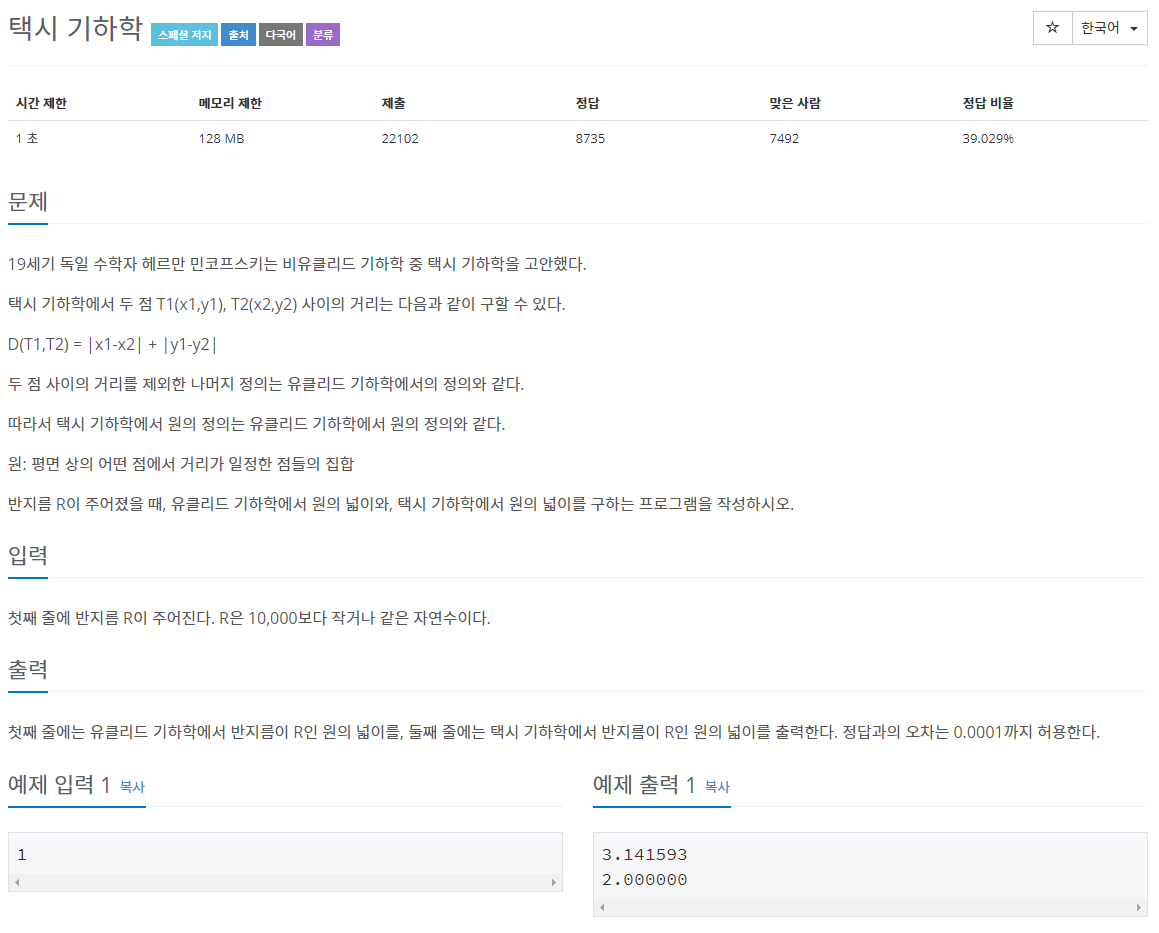 택시 기하학 스페셜 저지 출처 다국어 분류 ☆ 한국어
시간 제한 메모리 제한 제출 정답 맞은 사람 정답 비율
1 초 128 MB 22102 8735 7492 39.029%
문제
19세기 독일 수학자 헤르만 민코프스키는 비유클리드 기하학 중 택시 기하학을 고안했다.
택시 기하학에서 두 점 T1(x1,y1), T2(x2,y2) 사이의 거리는 다음과 같이 구할 수 있다.
D(T1,T2) = |x1-x2| + |y1-y2|
두 점 사이의 거리를 제외한 나머지 정의는 유클리드 기하학에서의 정의와 같다.
따라서 택시 기하학에서 원의 정의는 유클리드 기하학에서 원의 정의와 같다.
원: 평면 상의 어떤 점에서 거리가 일정한 점들의 집합
반지름 R이 주어졌을 때, 유클리드 기하학에서 원의 넓이와, 택시 기하학에서 원의 넓이를 구하는 프로그램을 작성하시오.
입력
첫째 줄에 반지름 R이 주어진다. R은 10,000보다 작거나 같은 자연수이다.
출력
첫째 줄에는 유클리드 기하학에서 반지름이 R인 원의 넓이를, 둘째 줄에는 택시 기하학에서 반지름이 R인 원의 넓이를 출력한다. 정답과의 오차는 0.0001까지 허용한다.
예제 입력 1 복사
1
예제 출력 1 복사
3.141593
2.000000